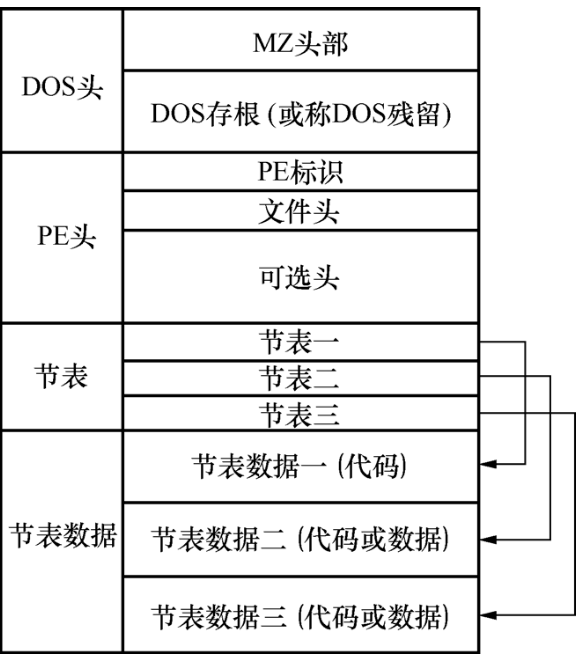 DOS头
MZ头部
DOS存根 (或称DOS残留)
PE头
PE标识
文件头
可选头
节表
节表一
节表二
节表三
节表数据
节表数据一 (代码)
节表数据二 (代码或数据)
节表数据三 (代码或数据)